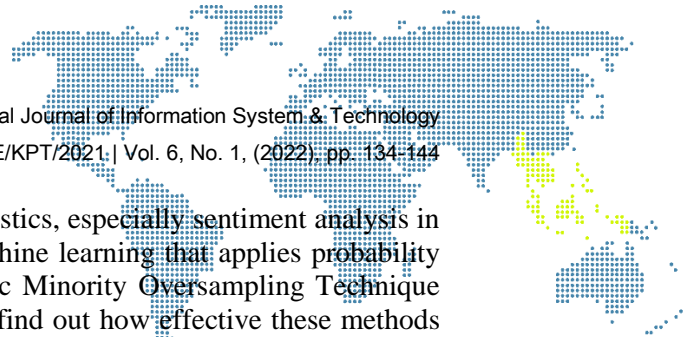 al Journal of Information System & Technology
E/KPT/2021 | Vol. 6, No. 1, (2022), pp. 134-144
stics, especially sentiment analysis in
hine learning that applies probability
c Minority Oversampling Technique
find out how effective these methods